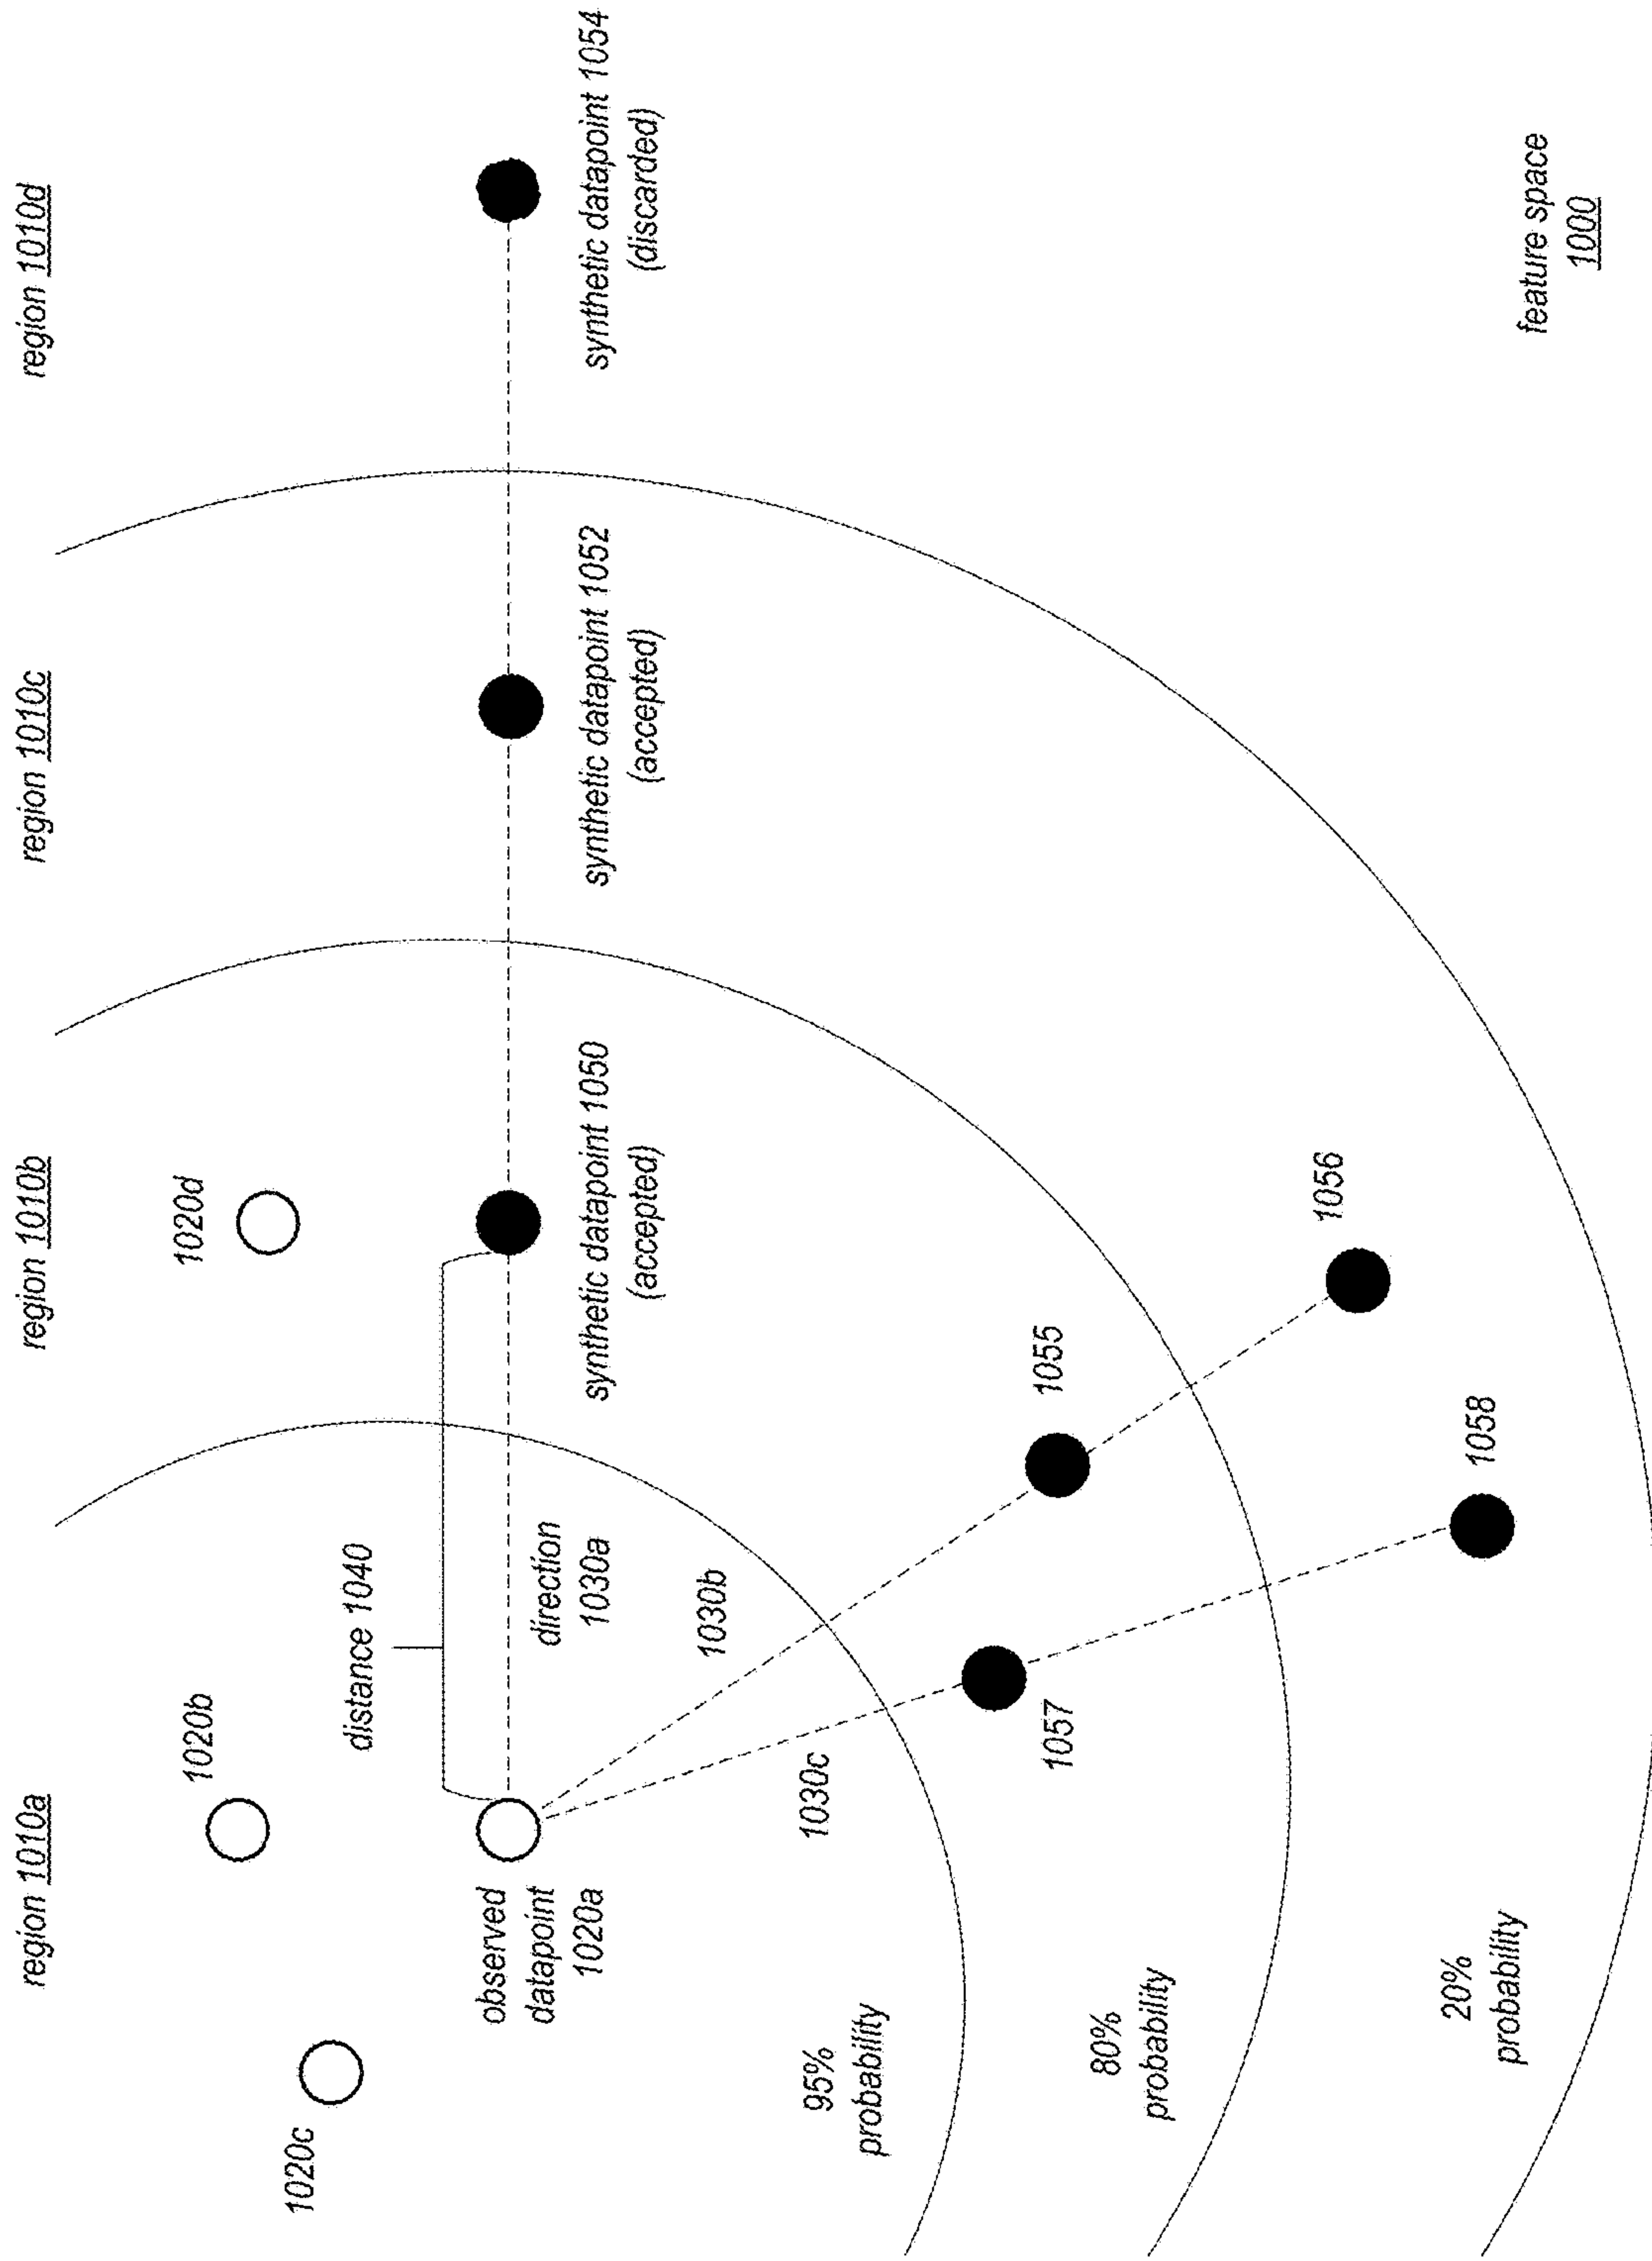 region 1010a
region 1010b
region 1010c
region 1010d
1020c
1020b
1020d
distance 1040
observed
datapoint
1020a
direction
1030a
synthetic datapoint 1050
(accepted)
synthetic datapoint 1052
(accepted)
synthetic datapoint 1054
(discarded)
1030b
1030c
95%
probability
1057
1055
80%
probability
1056
1058
20%
probability
feature space
1000